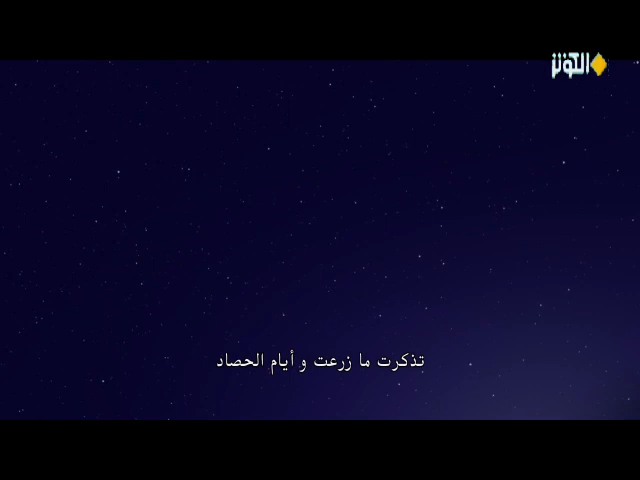 الكوثر
تذكرت ما زرعت و أيام الحصاد